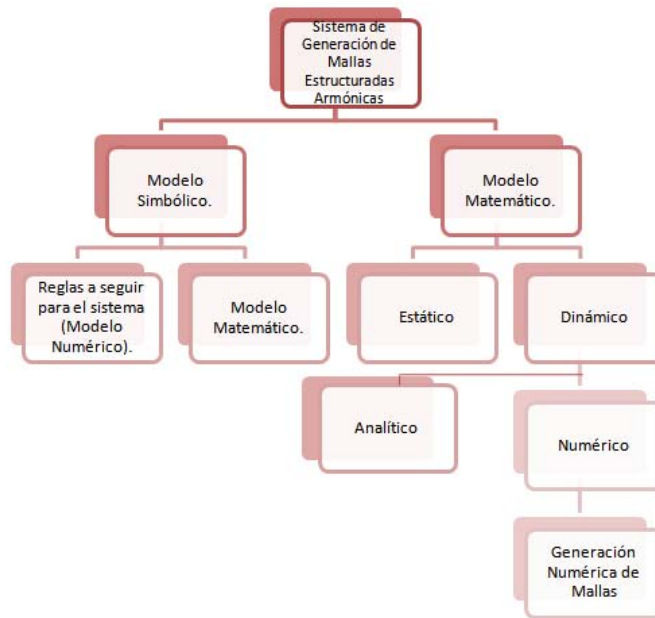 Sistema de
Generación de
Mallas
Estructuradas
Armónicas
Modelo
Simbólico.
Modelo
Matemático.
Reglas a seguir
para el sistema
(Modelo
Numérico).
Modelo
Matemático.
Estático
Dinámico
Analítico
Numérico
Generación
Numérica de
Mallas